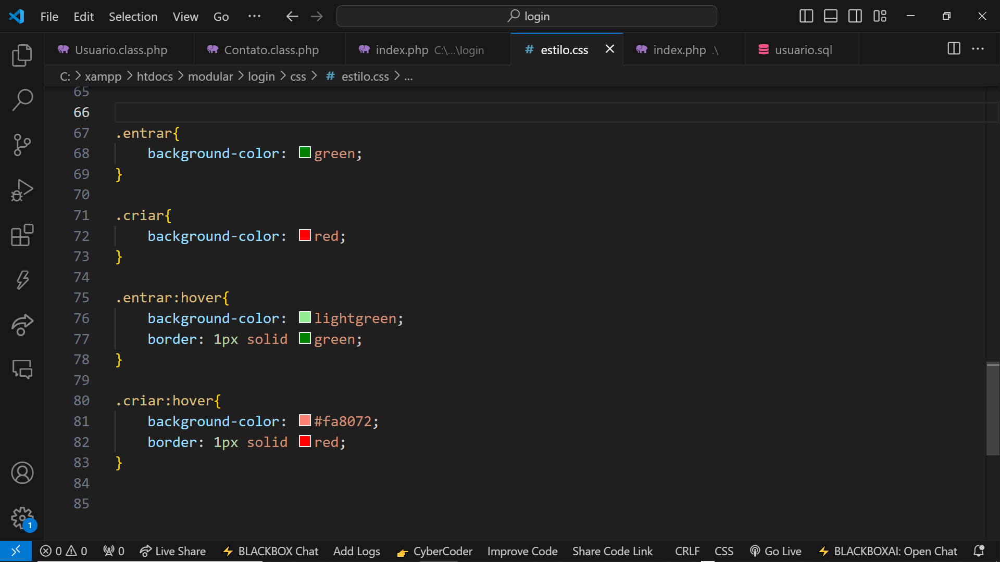 File Edit Selection View Go ··· login
Usuario.class.php Contato.class.php index.php C:\...\login # estilo.css index.php .\ usuario.sql
C: > xampp > htdocs > modular > login > css > # estilo.css > ...
65
66
67 .entrar{
68 background-color: green;
69 }
70
71 .criar{
72 background-color: red;
73 }
74
75 .entrar:hover{
76 background-color: lightgreen;
77 border: 1px solid green;
78 }
79
80 .criar:hover{
81 background-color: #fa8072;
82 border: 1px solid red;
83 }
84
85
1
0 0 0 Live Share BLACKBOX Chat Add Logs CyberCoder Improve Code Share Code Link CRLF CSS Go Live BLACKBOXAI: Open Chat